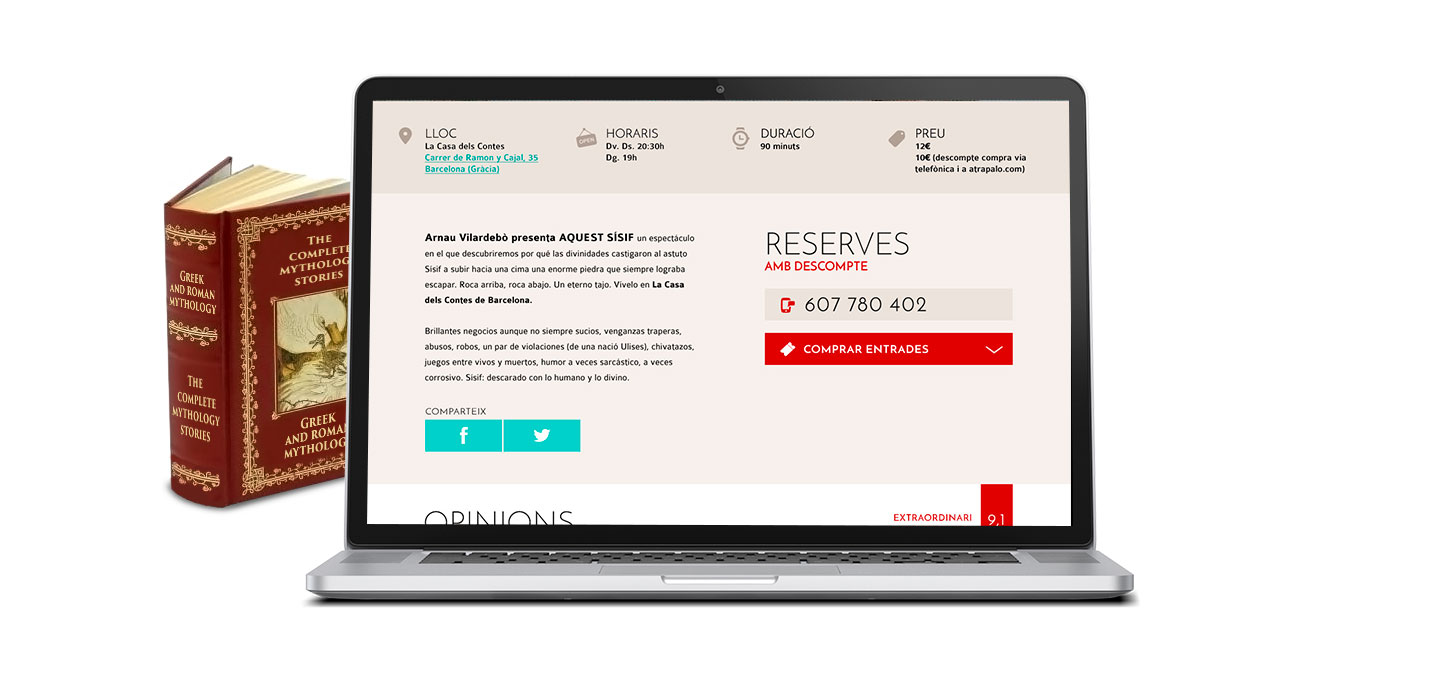 LLOC
La Casa dels Contes
Carrer de Ramon y Cajal, 35
Barcelona (Gràcia)
HORARIS
Dv. Ds. 20:30h
Dg. 19h
DURACIÓ
90 minuts
PREU
12€
10€ (descompte compra via
telefònica i a atrapalo.com)
OPEN
Arnau Vilardebò presenta AQUEST SÍSIF un espectáculo
en el que descubriremos por qué las divinidades castigaron al astuto
Sísif a subir hacia una cima una enorme piedra que siempre lograba
escapar. Roca arriba, roca abajo. Un eterno tajo. Vívelo en La Casa
dels Contes de Barcelona.
Brillantes negocios aunque no siempre sucios, venganzas traperas,
abusos, robos, un par de violaciones (de una nació Ulises), chivatazos,
juegos entre vivos y muertos, humor a veces sarcástico, a veces
corrosivo. Sísif: descarado con lo humano y lo divino.
COMPARTEIX
RESERVES
AMB DESCOMPTE
607 780 402
COMPRAR ENTRADES
OPINIONS
EXTRAORDINARI
9,1
GREEK
AND ROMAN
MYTHOLOGY
THE
COMPLETE
MYTHOLOGY
STORIES
THE
COMPLETE
MYTHOLOGY
STORIES
GREEK
AND ROMAN
MYTHOLOG